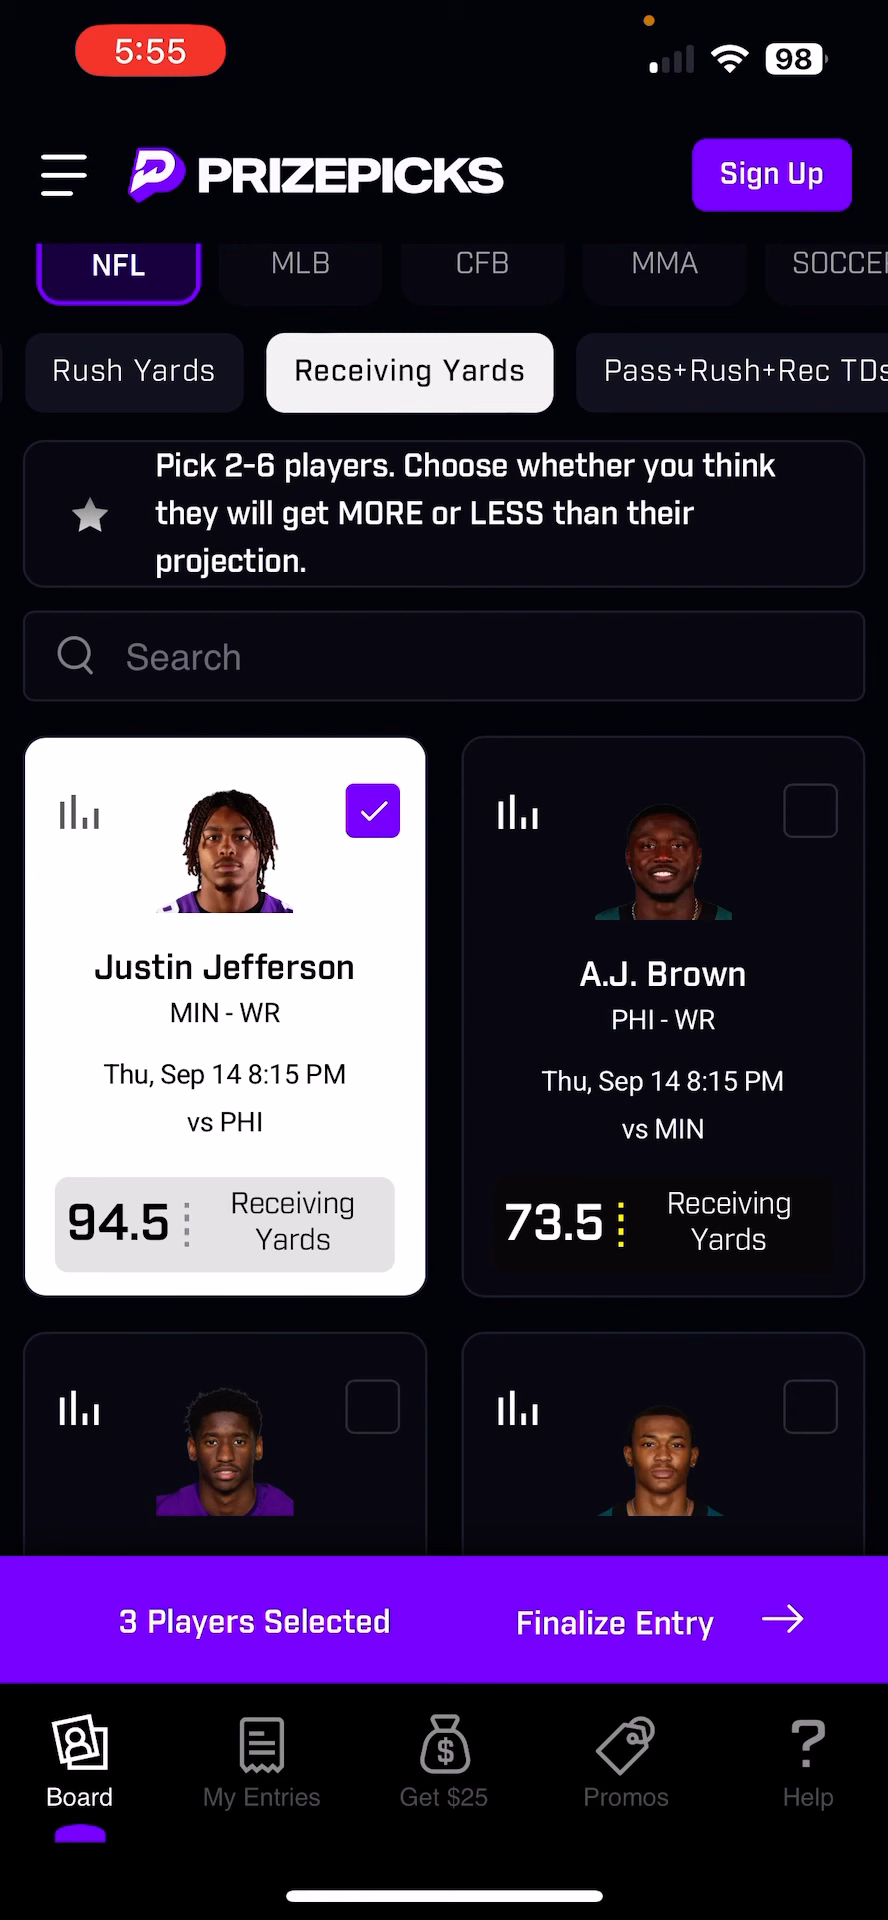 5:55
98
PRIZEPICKS
Sign Up
NFL
MLB
CFB
MMA
SOCCER
Rush Yards
Receiving Yards
Pass+Rush+Rec TDs
Pick 2-6 players. Choose whether you think
they will get MORE or LESS than their
projection.
Search
Justin Jefferson
MIN - WR
Thu, Sep 14 8:15 PM
vs PHI
94.5
Receiving
Yards
A.J. Brown
PHI - WR
Thu, Sep 14 8:15 PM
vs MIN
73.5
Receiving
Yards
3 Players Selected
Finalize Entry
Board
My Entries
Get $25
Promos
Help